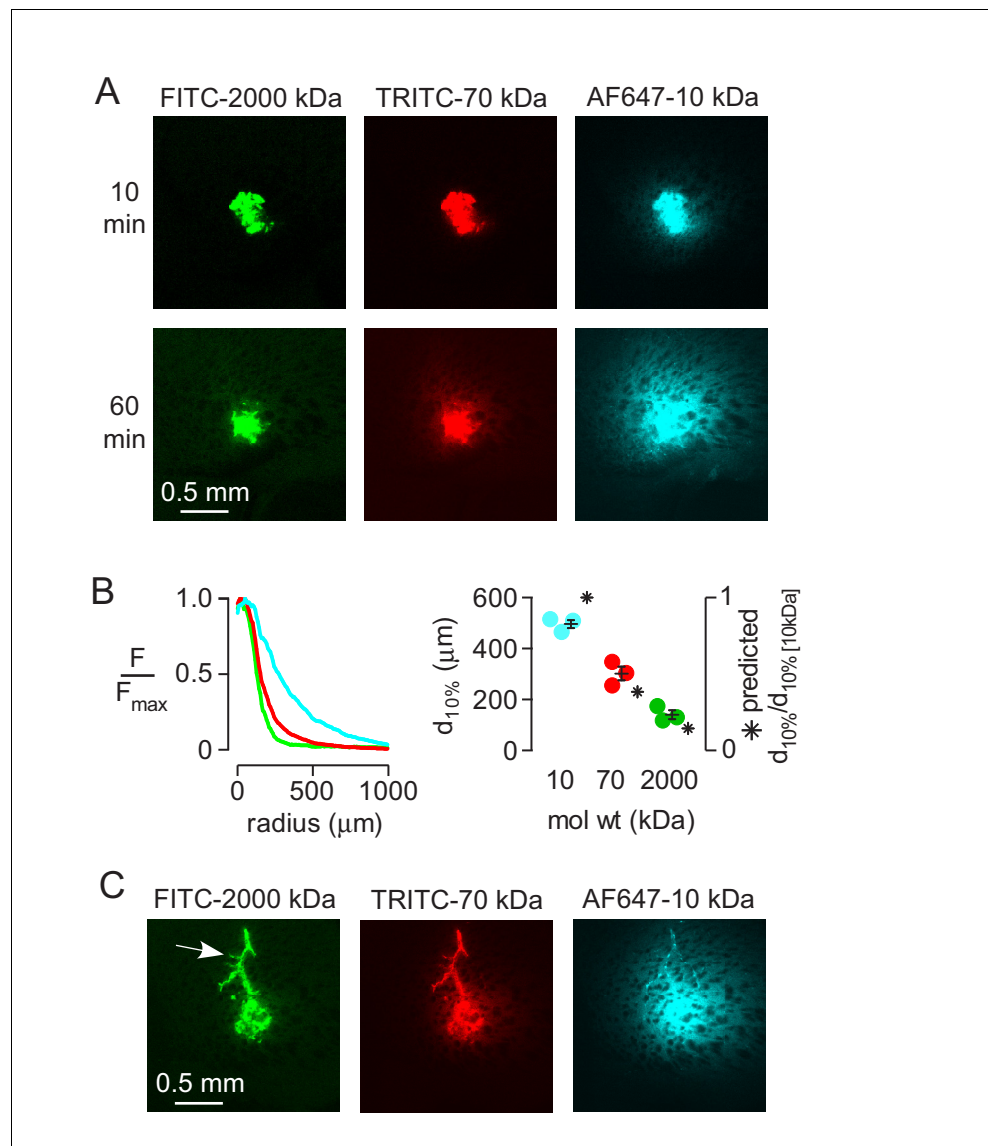 A
FITC-2000 kDa TRITC-70 kDa AF647-10 kDa
10
min
60
min
0.5 mm
B
F
Fmax
1.0
0.5
0
0 500 1000
radius (μm)
d10% (μm)
600
400
200
0
10 70 2000
mol wt (kDa)
1
0
* predicted
d10%/d10% [10kDa]
C
FITC-2000 kDa TRITC-70 kDa AF647-10 kDa
0.5 mm